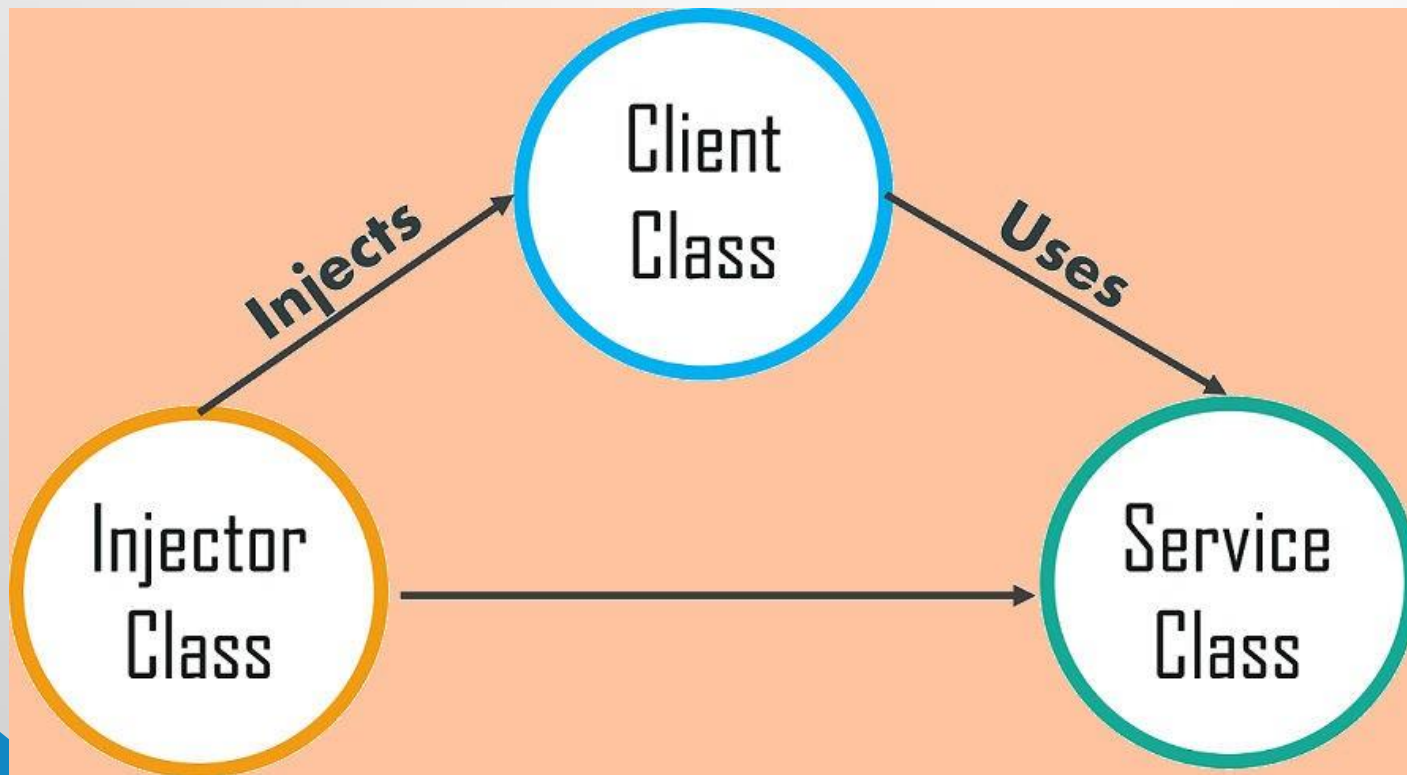 Client
Class
Injects
Uses
Injector
Class
Service
Class